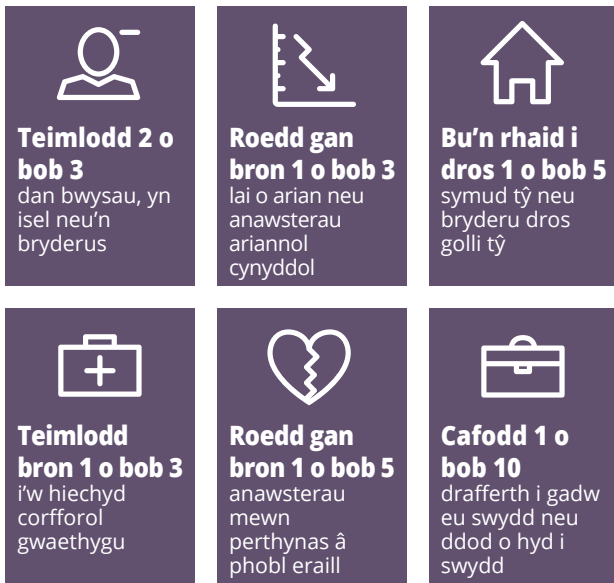 Teimlodd 2 o
bob 3
dan bwysau, yn
isel neu'n
bryderus
Roedd gan
bron 1 o bob 3
lai o arian neu
anawsterau
ariannol
cynyddol
Bu'n rhaid i
dros 1 o bob 5
symud tŷ neu
bryderu dros
golli tŷ
Teimlodd
bron 1 o bob 3
i'w hiechyd
corfforol
gwaethygu
Roedd gan
bron 1 o bob 5
anawsterau
mewn
perthynas â
phobl eraill
Cafodd 1 o
bob 10
drafferth i gadw
eu swydd neu
ddod o hyd i
swydd